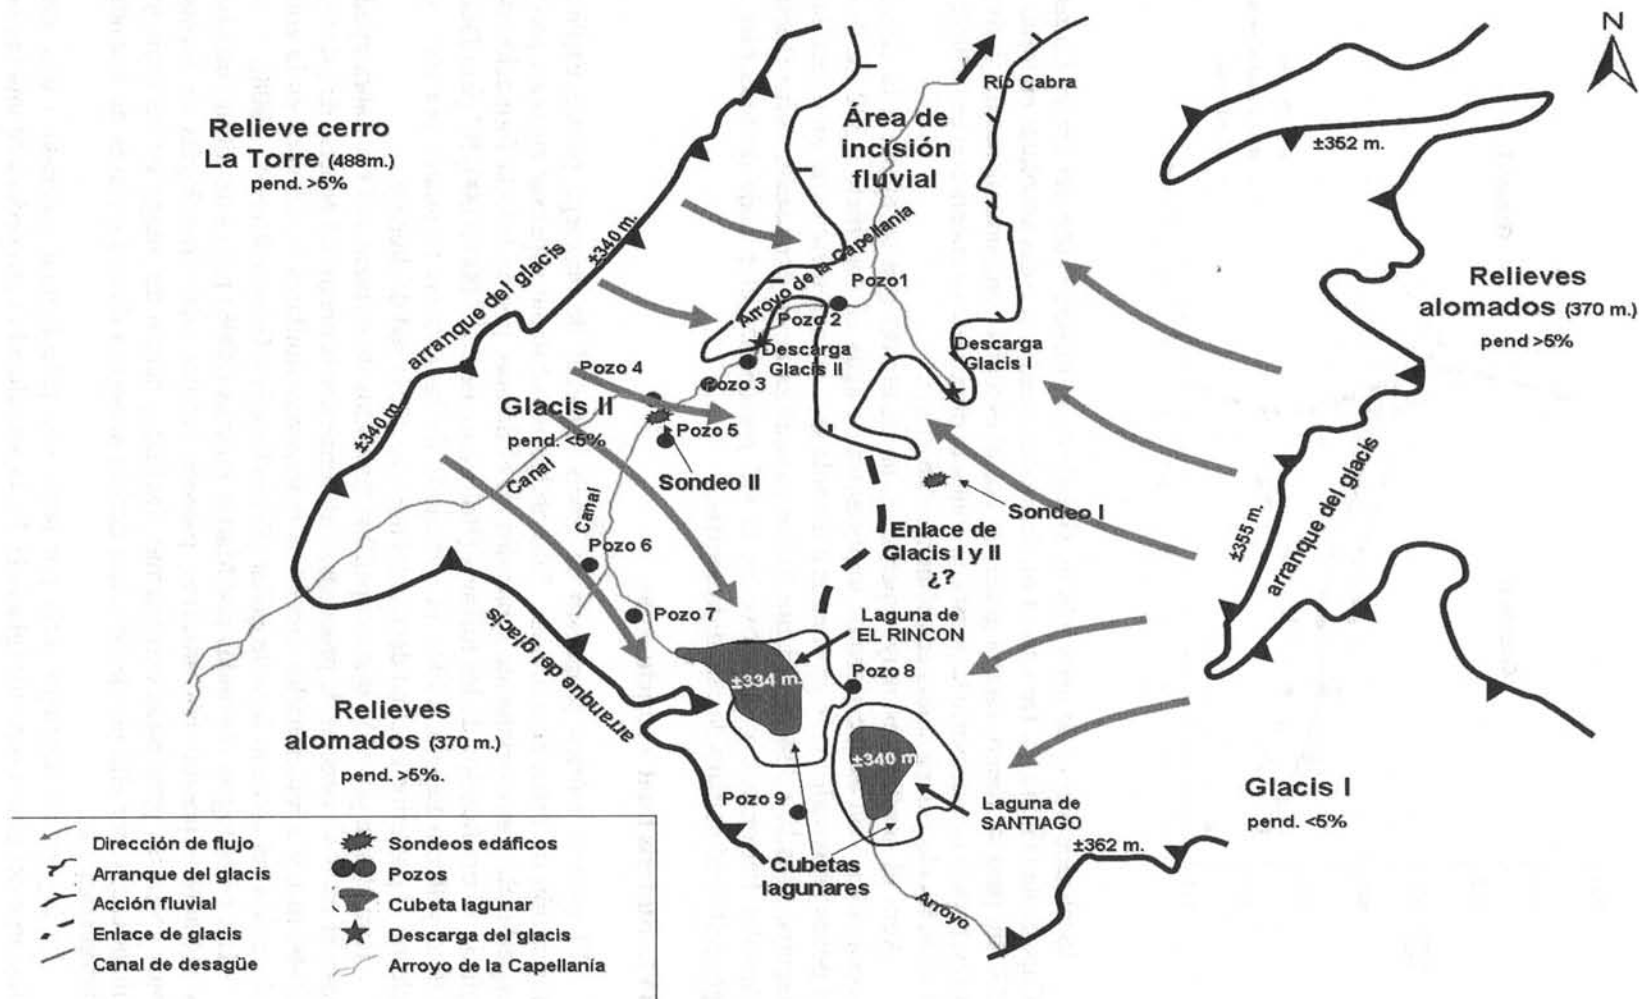 N
Río Cabra
Relieve cerro
La Torre (488m.)
pend. >5%
Área de
incisión
fluvial
±352 m.
±340 m.
arranque del glacis
Arroyo de la Capellanía
Relieves
alomados (370 m.)
pend >5%
Pozo1
Pozo 2
Descarga
Glacis II
Descarga
Glacis I
Pozo 4
Pozo 3
Glacis II
pend. <5%
±340 m.
Pozo 5
Canal
Sondeo II
Sondeo I
Canal
Enlace de
Glacis I y II
¿?
±355 m.
arranque del glacis
Pozo 6
Pozo 7
Laguna de
EL RINCON
arranque del glacis
±334 m.
Pozo 8
Relieves
alomados (370 m.)
pend. >5%.
±340 m
Pozo 9
Laguna de
SANTIAGO
Glacis I
pend. <5%
±362 m.
Cubetas
lagunares
Arroyo
Dirección de flujo
Arranque del glacis
Acción fluvial
Enlace de glacis
Canal de desagüe
Sondeos edáficos
Pozos
Cubeta lagunar
Descarga del glacis
Arroyo de la Capellanía